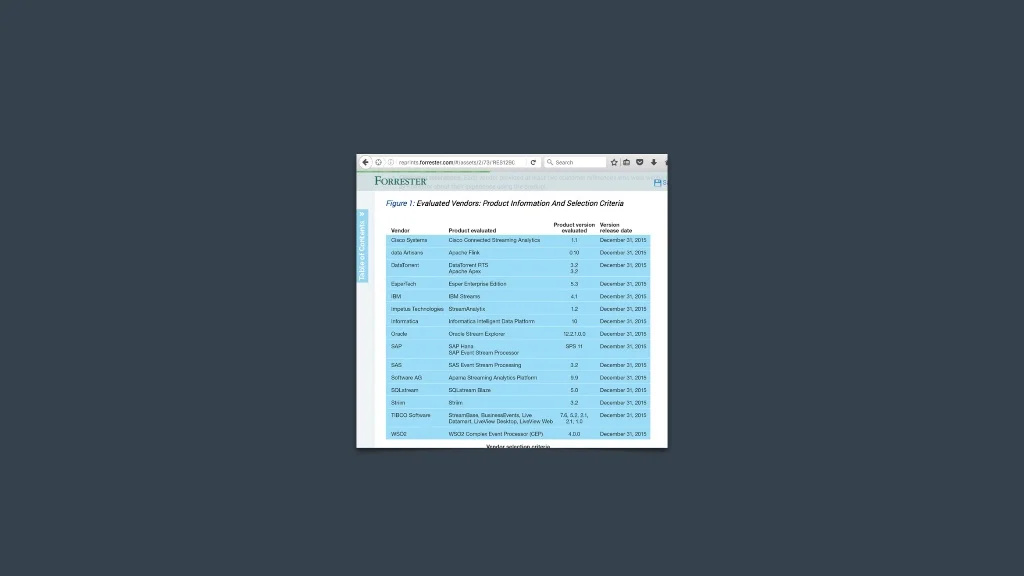 reprints.forrester.com/#/assets/2/73/'RES1290
Search
FORRESTER
Table of Contents
Figure 1: Evaluated Vendors: Product Information And Selection Criteria
Vendor Product evaluated Product version evaluated Version release date
Cisco Systems Cisco Connected Streaming Analytics 1.1 December 31, 2015
data Artisans Apache Flink 0.10 December 31, 2015
DataTorrent DataTorrent RTS 3.2 December 31, 2015
Apache Apex 3.2
EsperTech Esper Enterprise Edition 5.3 December 31, 2015
IBM IBM Streams 4.1 December 31, 2015
Impetus Technologies StreamAnalytix 1.2 December 31, 2015
Informatica Informatica Intelligent Data Platform 10 December 31, 2015
Oracle Oracle Stream Explorer 12.2.1.0.0 December 31, 2015
SAP SAP Hana SPS 11 December 31, 2015
SAP Event Stream Processor
SAS SAS Event Stream Processing 3.2 December 31, 2015
Software AG Apama Streaming Analytics Platform 9.9 December 31, 2015
SQLstream SQLstream Blaze December 31, 2015
Striim Striim 3.2 December 31, 2015
TIBCO Software StreamBase, BusinessEvents, Live 7.6, 5.2, 2.1, December 31, 2015
Datamart, LiveView Desktop, LiveView Web 2.1, 1.0
WSO2 WSO2 Complex Event Processor (CEP) 4.0.0 December 31, 2015
Vendor selection criteria